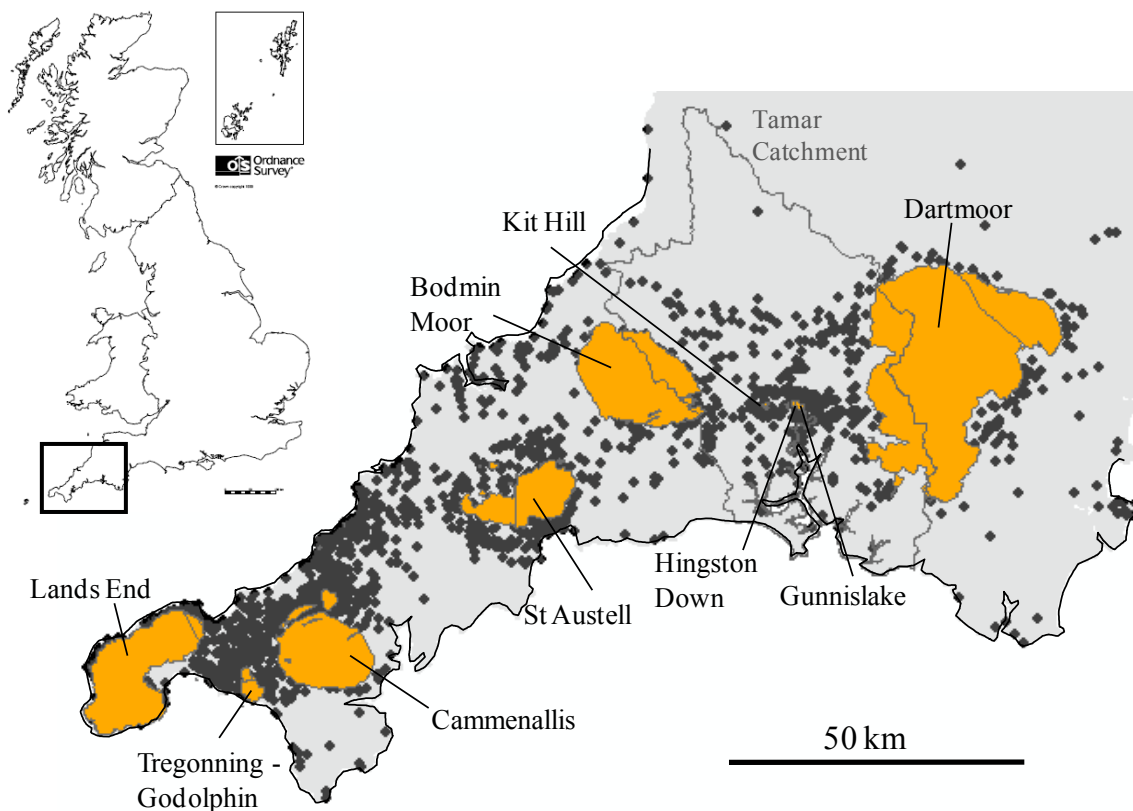 Ordnance
Survey
Tamar
Catchment
Kit Hill
Dartmoor
Bodmin
Moor
Lands End
Hingston
Down
Gunnislake
St Austell
Cammenallis
Tregonning -
Godolphin
50 km